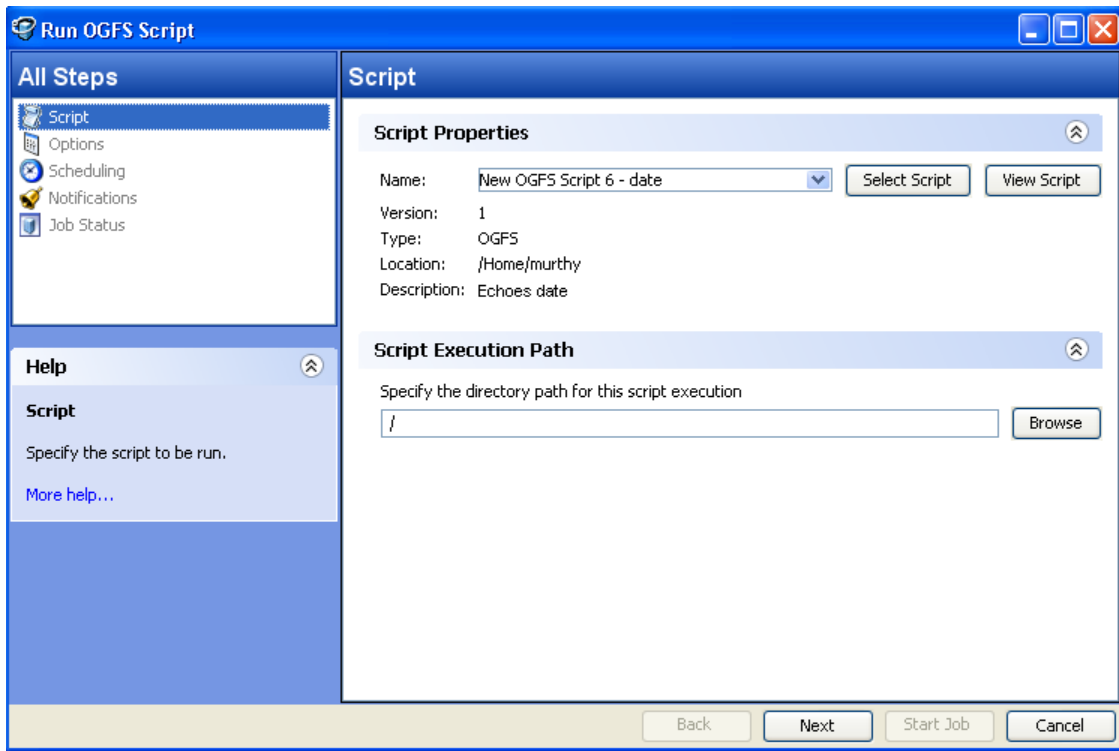 Run OGFS Script
All Steps
Script
Options
Scheduling
Notifications
Job Status
Help
Script
Specify the script to be run.
More help...
Script
Script Properties
Name: New OGFS Script 6 - date Select Script View Script
Version: 1
Type: OGFS
Location: /Home/murthy
Description: Echoes date
Script Execution Path
Specify the directory path for this script execution
/ Browse
Back Next Start Job Cancel